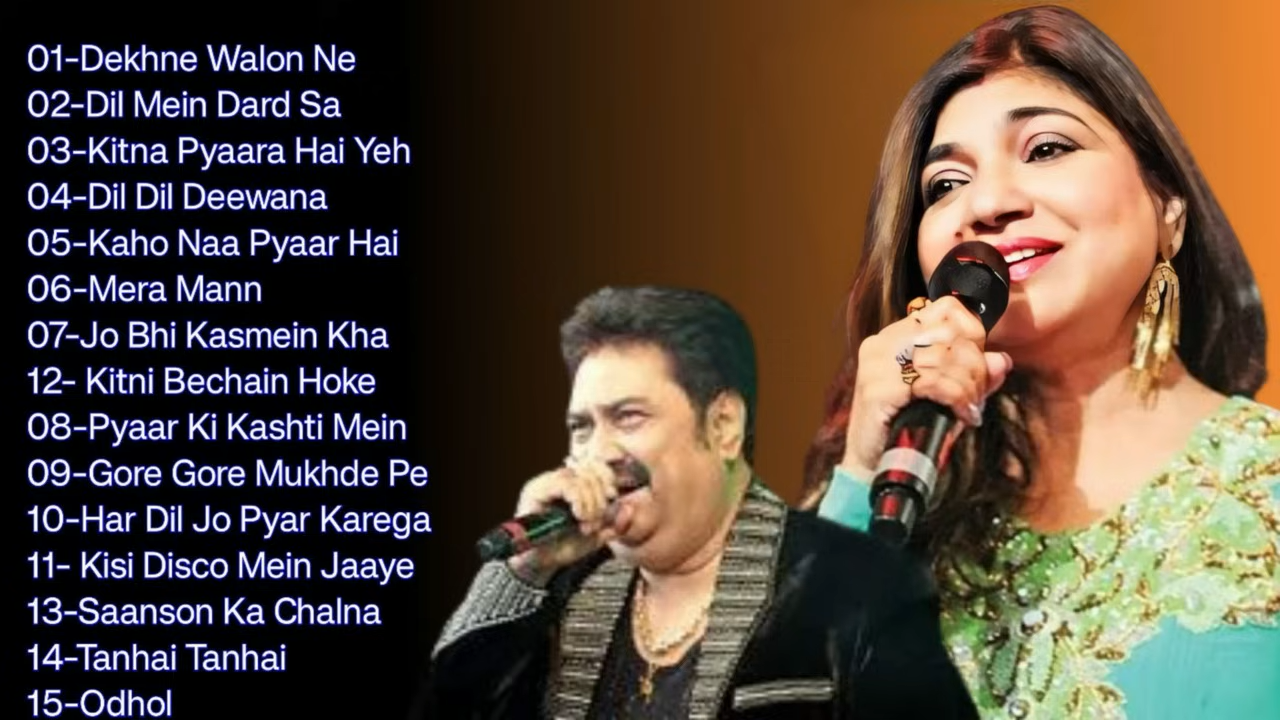 01-Dekhne Walon Ne
02-Dil Mein Dard Sa
03-Kitna Pyaara Hai Yeh
04-Dil Dil Deewana
05-Kaho Naa Pyaar Hai
06-Mera Mann
07-Jo Bhi Kasmein Kha
12- Kitni Bechain Hoke
08-Pyaar Ki Kashti Mein
09-Gore Gore Mukhde Pe
10-Har Dil Jo Pyar Karega
11- Kisi Disco Mein Jaaye
13-Saanson Ka Chalna
14-Tanhai Tanhai
15-Odhol